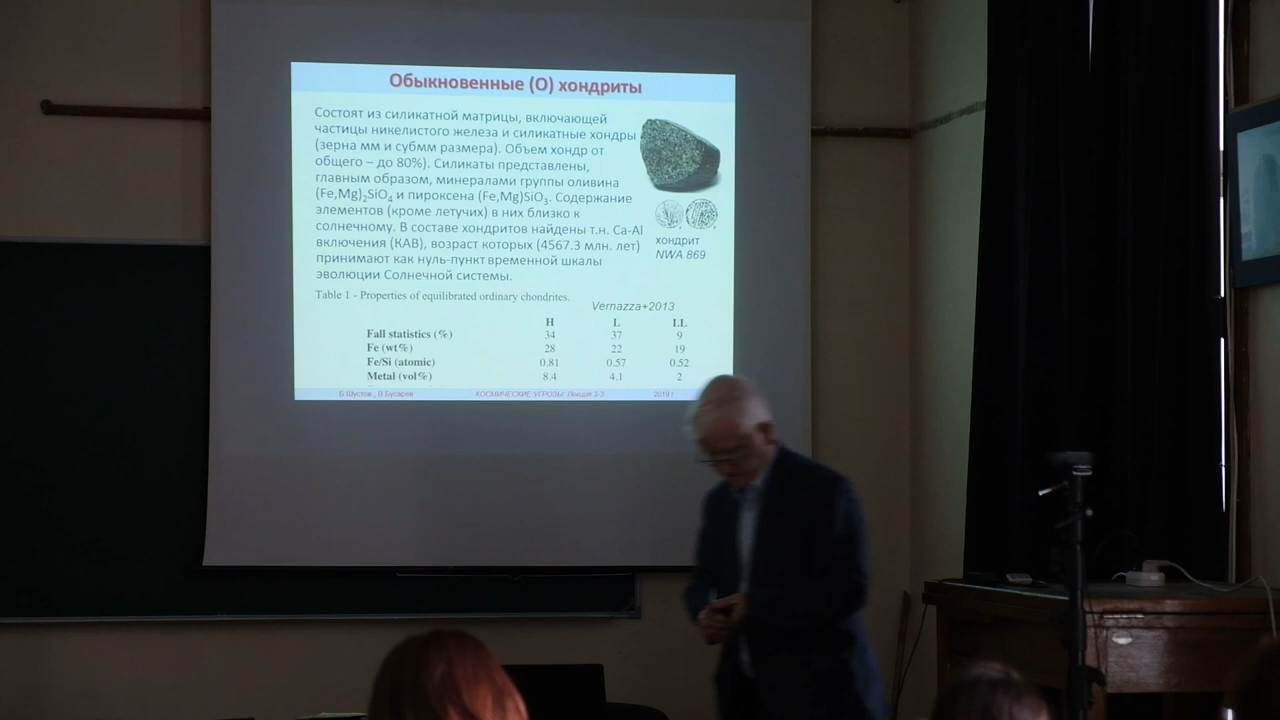 Обыкновенные (О) хондриты
Состоят из силикатной матрицы, включающей
частицы никелистого железа и силикатные хондры
(зерна мм и субмм размера). Объем хондр от
общего – до 80%). Силикаты представлены,
главным образом, минералами группы оливина
(Fe,Mg)₂SiO₄ и пироксена (Fe,Mg)SiO₃. Содержание
элементов (кроме летучих) в них близко к
солнечному. В составе хондритов найдены т.н. Ca-Al
включения (КАВ), возраст которых (4567.3 млн. лет)
принимают как нуль-пункт временной шкалы
эволюции Солнечной системы.
хондрит
NWA 869
Table 1 - Properties of equilibrated ordinary chondrites.
Vernazza+2013
H L LL
Fall statistics (%) 34 37 9
Fe (wt%) 28 22 19
Fe/Si (atomic) 0.81 0.57 0.52
Metal (vol%) 8.4 4.1 2
Б.Шустов , В.Бусарев КОСМИЧЕСКИЕ УГРОЗЫ: Лекция 3-3 2019 г